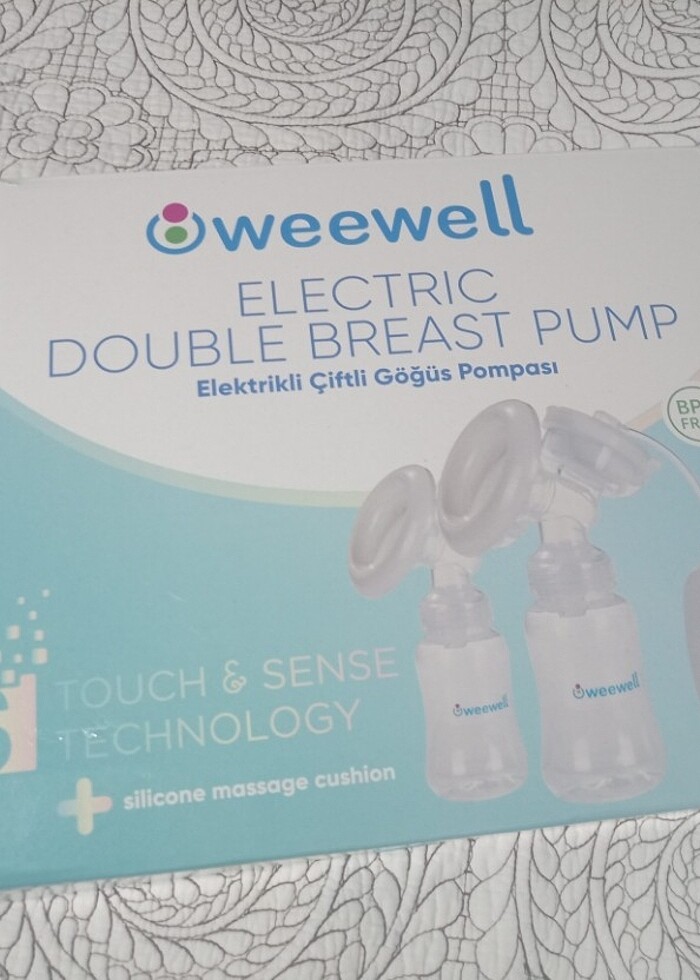 weewell
ELECTRIC
DOUBLE BREAST PUMP
Elektrikli Çiftli Göğüs Pompası
TOUCH & SENSE
TECHNOLOGY
silicone massage cushion
weewell
weewell